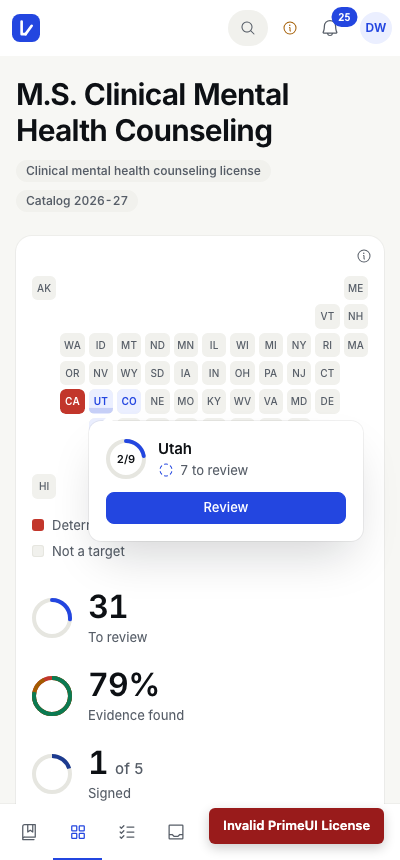 25
DW
M.S. Clinical Mental
Health Counseling
Clinical mental health counseling license
Catalog 2026-27
AK ME
VT NH
WA ID MT ND MN IL WI MI NY RI MA
OR NV WY SD IA IN OH PA NJ CT
CA UT CO NE MO KY WV VA MD DE
2/9
Utah
7 to review
Review
HI
Not a target
31
To review
79%
Evidence found
1 of 5
Signed
Invalid PrimeUI License